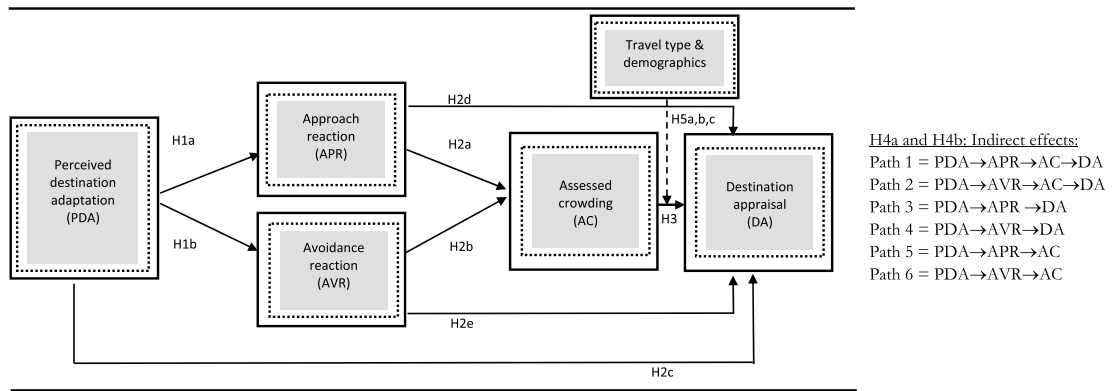 Travel type &
demographics
H2d
H5a,b,c
Approach
reaction
(APR)
H1a
H2a
Perceived
destination
adaptation
(PDA)
Assessed
crowding
(AC)
Destination
appraisal
(DA)
H3
H1b
Avoidance
reaction
(AVR)
H2b
H2e
H2c
H4a and H4b: Indirect effects:
Path 1 = PDA→APR→AC→DA
Path 2 = PDA→AVR→AC→DA
Path 3 = PDA→APR →DA
Path 4 = PDA→AVR→DA
Path 5 = PDA→APR→AC
Path 6 = PDA→AVR→AC